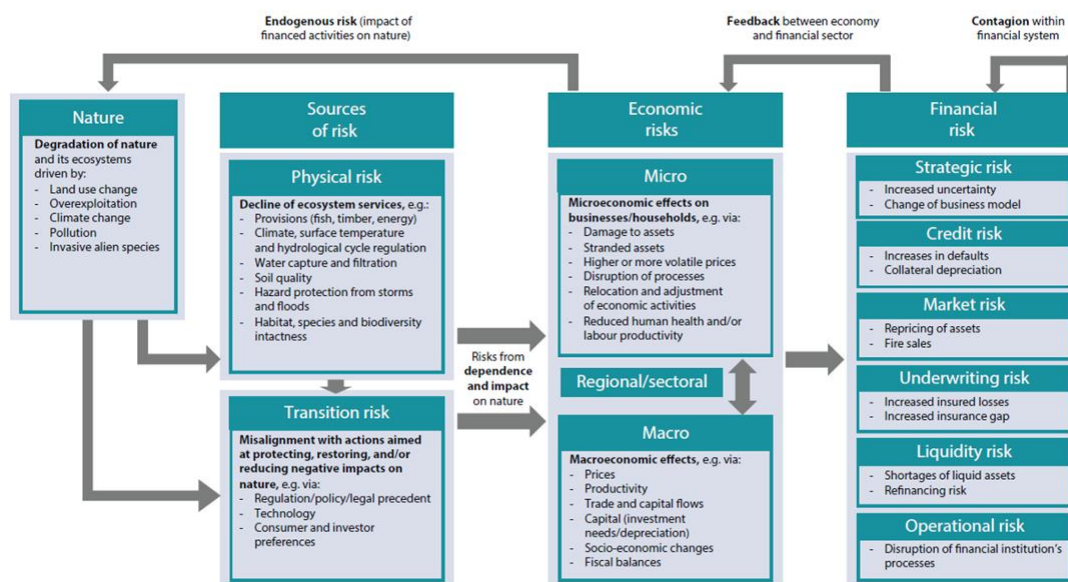 Endogenous risk (impact of
financed activities on nature)
Feedback between economy
and financial sector
Contagion within
financial system
Nature
Degradation of nature
and its ecosystems
driven by:
- Land use change
- Overexploitation
- Climate change
- Pollution
- Invasive alien species
Sources
of risk
Physical risk
Decline of ecosystem services, e.g.:
- Provisions (fish, timber, energy)
- Climate, surface temperature
and hydrological cycle regulation
- Water capture and filtration
- Soil quality
- Hazard protection from storms
and floods
- Habitat, species and biodiversity
intactness
Transition risk
Misalignment with actions aimed
at protecting, restoring, and/or
reducing negative impacts on
nature, e.g. via:
- Regulation/policy/legal precedent
- Technology
- Consumer and investor
preferences
Risks from
dependence
and impact
on nature
Economic
risks
Micro
Microeconomic effects on
businesses/households, e.g. via:
- Damage to assets
- Stranded assets
- Higher or more volatile prices
- Disruption of processes
- Relocation and adjustment
of economic activities
- Reduced human health and/or
labour productivity
Regional/sectoral
Macro
Macroeconomic effects, e.g. via:
- Prices
- Productivity
- Trade and capital flows
- Capital (investment
needs/depreciation)
- Socio-economic changes
- Fiscal balances
Financial
risk
Strategic risk
- Increased uncertainty
- Change of business model
Credit risk
- Increases in defaults
- Collateral depreciation
Market risk
- Repricing of assets
- Fire sales
Underwriting risk
- Increased insured losses
- Increased insurance gap
Liquidity risk
- Shortages of liquid assets
- Refinancing risk
Operational risk
- Disruption of financial institution's
processes